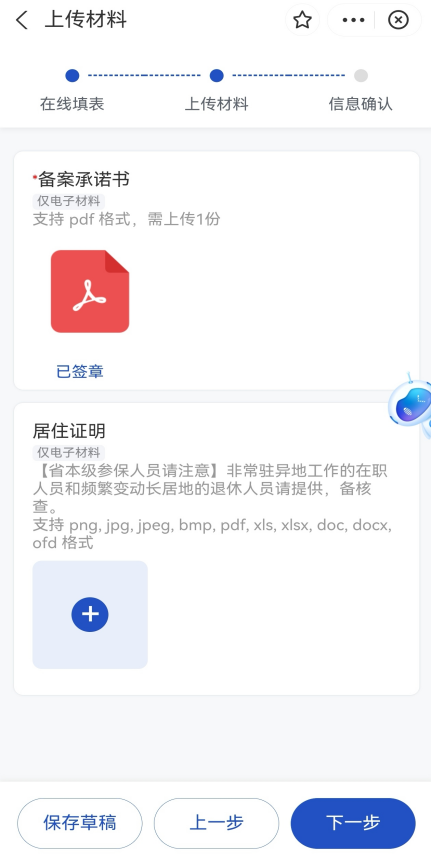 上传材料
在线填表
上传材料
信息确认
*备案承诺书
仅电子材料
支持 pdf 格式，需上传1份
已签章
居住证明
仅电子材料
【省本级参保人员请注意】非常驻异地工作的在职
人员和频繁变动长居地的退休人员请提供，备核
查。
支持 png, jpg, jpeg, bmp, pdf, xls, xlsx, doc, docx,
ofd 格式
保存草稿
上一步
下一步